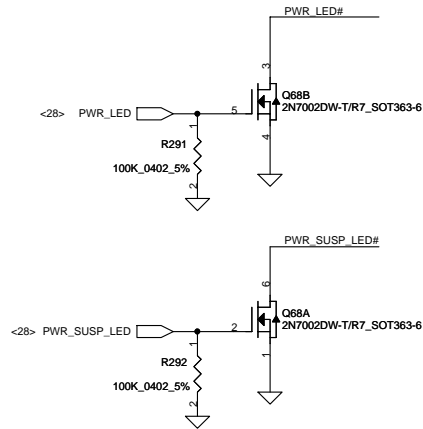 PWR_LED#
3
Q68B
2N7002DW-T/R7_SOT363-6
<28> PWR_LED
5
1
4
R291
100K_0402_5%
2
PWR_SUSP_LED#
6
Q68A
2N7002DW-T/R7_SOT363-6
<28> PWR_SUSP_LED
2
1
1
R292
100K_0402_5%
2